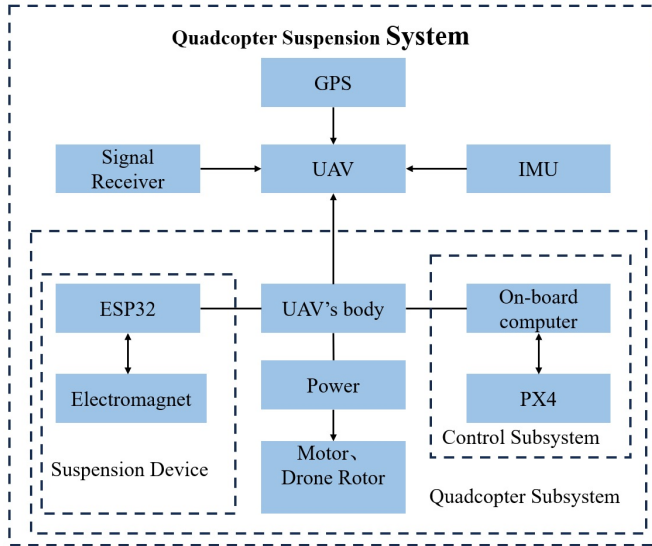 Quadcopter Suspension System
GPS
Signal
Receiver
UAV
IMU
ESP32
UAV’s body
On-board
computer
Electromagnet
Power
PX4
Control Subsystem
Motor、
Drone Rotor
Suspension Device
Quadcopter Subsystem